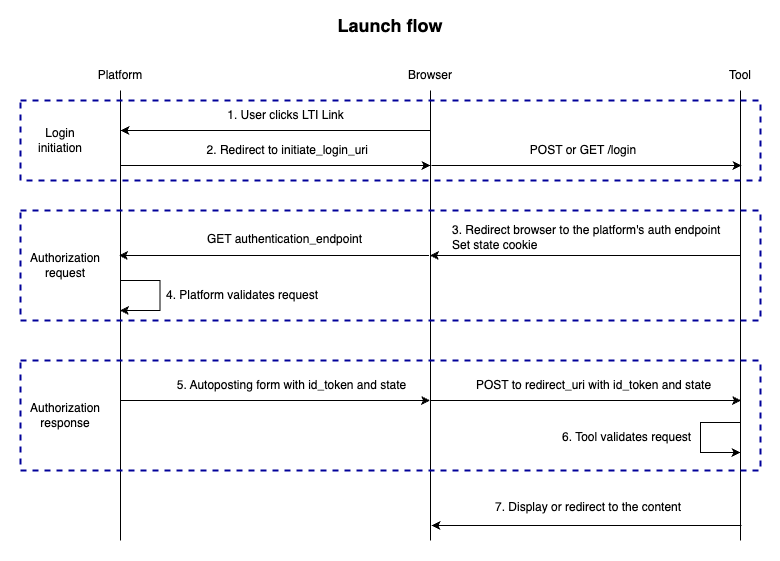 Launch flow
Platform
Browser
Tool
Login
initiation
1. User clicks LTI Link
2. Redirect to initiate_login_uri
POST or GET /login
Authorization
request
GET authentication_endpoint
3. Redirect browser to the platform's auth endpoint
Set state cookie
4. Platform validates request
Authorization
response
5. Autoposting form with id_token and state
POST to redirect_uri with id_token and state
6. Tool validates request
7. Display or redirect to the content